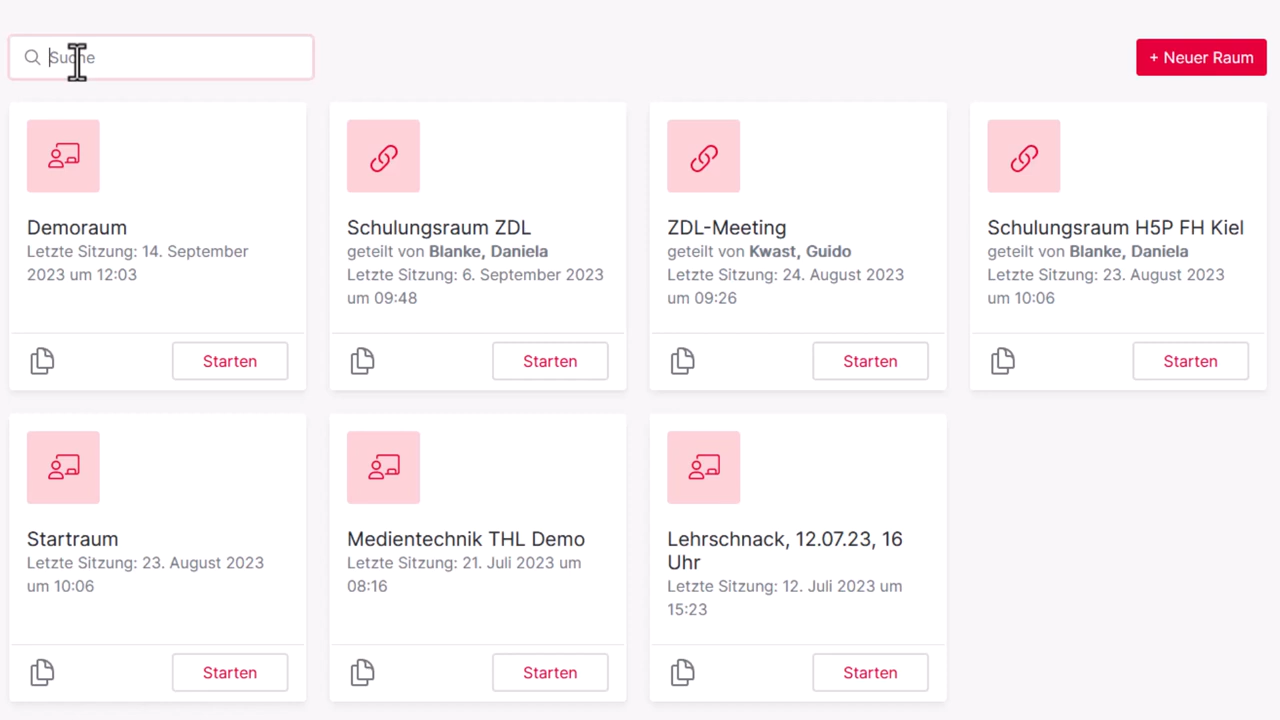 Suche
+ Neuer Raum
Demoraum
Letzte Sitzung: 14. September
2023 um 12:03
Starten
Schulungsraum ZDL
geteilt von Blanke, Daniela
Letzte Sitzung: 6. September 2023
um 09:48
Starten
ZDL-Meeting
geteilt von Kwast, Guido
Letzte Sitzung: 24. August 2023
um 09:26
Starten
Schulungsraum H5P FH Kiel
geteilt von Blanke, Daniela
Letzte Sitzung: 23. August 2023
um 10:06
Starten
Startraum
Letzte Sitzung: 23. August 2023
um 10:06
Starten
Medientechnik THL Demo
Letzte Sitzung: 21. Juli 2023 um
08:16
Starten
Lehrschnack, 12.07.23, 16
Uhr
Letzte Sitzung: 12. Juli 2023 um
15:23
Starten